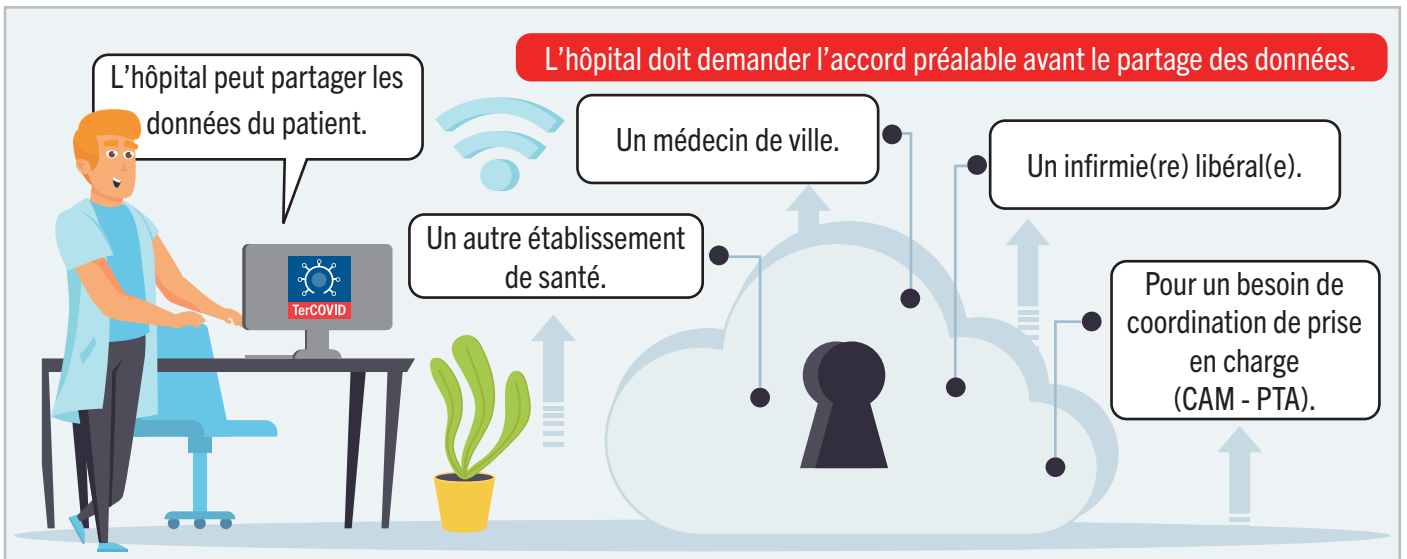 L'hôpital doit demander l'accord préalable avant le partage des données.
L'hôpital peut partager les
données du patient.
Un médecin de ville.
Un infirmie(re) libéral(e).
Un autre établissement
de santé.
Pour un besoin de
coordination de prise
en charge
(CAM - PTA).
TerCOVID